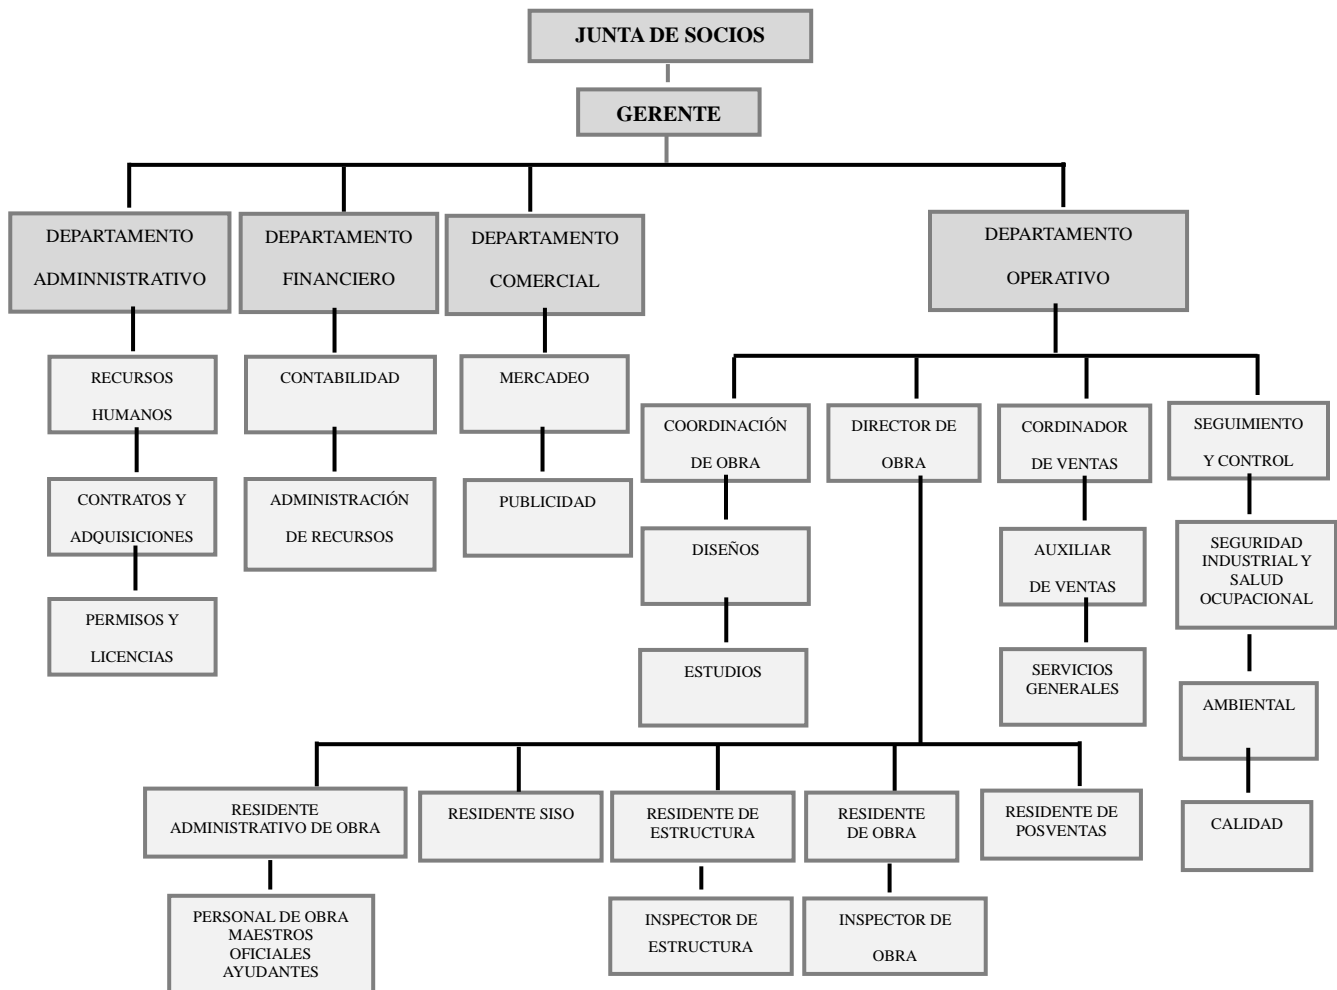 JUNTA DE SOCIOS
GERENTE
DEPARTAMENTO
ADMINNISTRATIVO
DEPARTAMENTO
FINANCIERO
DEPARTAMENTO
COMERCIAL
DEPARTAMENTO
OPERATIVO
RECURSOS
HUMANOS
CONTABILIDAD
MERCADEO
COORDINACIÓN
DE OBRA
DIRECTOR DE
OBRA
CORDINADOR
DE VENTAS
SEGUIMIENTO
Y CONTROL
CONTRATOS Y
ADQUISICIONES
ADMINISTRACIÓN
DE RECURSOS
PUBLICIDAD
DISEÑOS
AUXILIAR
DE VENTAS
SEGURIDAD
INDUSTRIAL Y
SALUD
OCUPACIONAL
PERMISOS Y
LICENCIAS
ESTUDIOS
SERVICIOS
GENERALES
AMBIENTAL
RESIDENTE
ADMINISTRATIVO DE OBRA
RESIDENTE SISO
RESIDENTE DE
ESTRUCTURA
RESIDENTE
DE OBRA
RESIDENTE DE
POSVENTAS
CALIDAD
PERSONAL DE OBRA
MAESTROS
OFICIALES
AYUDANTES
INSPECTOR DE
ESTRUCTURA
INSPECTOR DE
OBRA